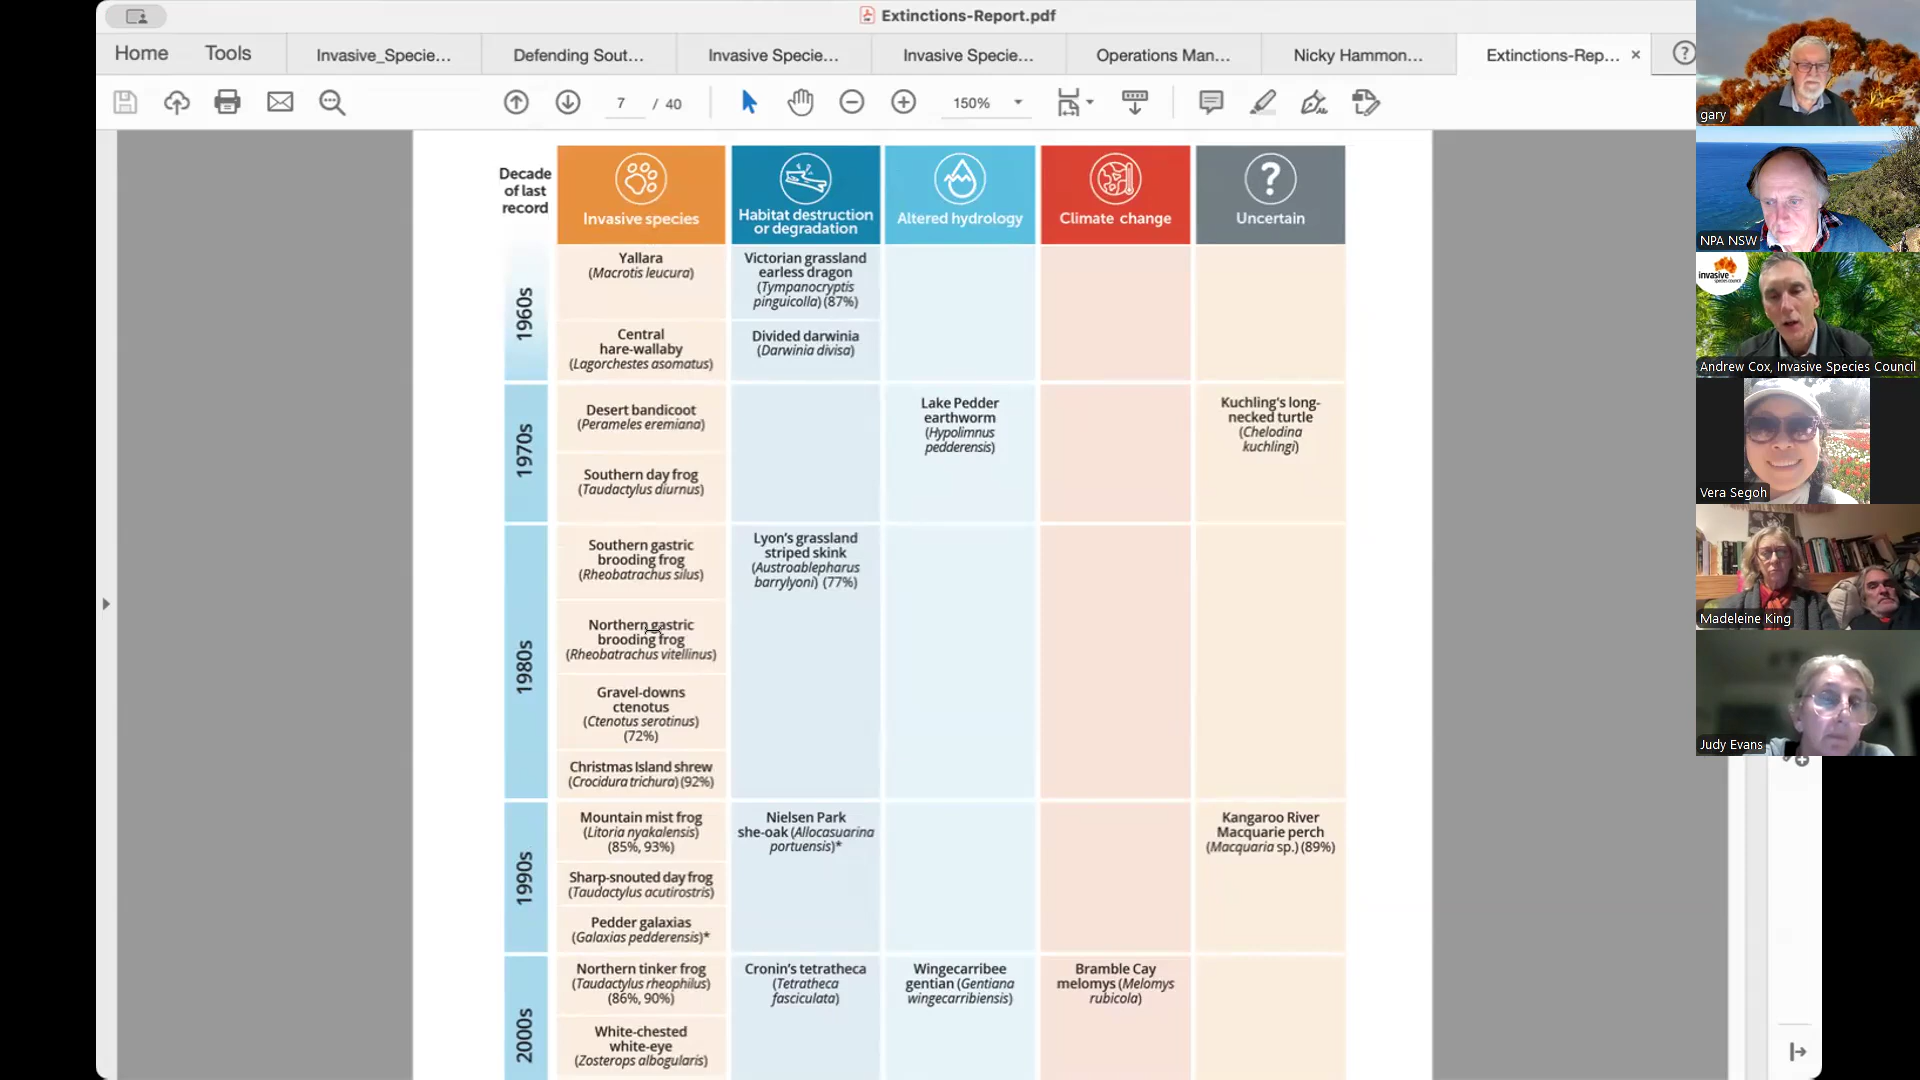 Extinctions-Report.pdf
Home
Tools
Invasive_Specie...
Defending Sout...
Invasive Specie...
Invasive Specie...
Operations Man...
Nicky Hammon...
Extinctions-Rep...
7 / 40
150%
Decade
of last
record
Invasive species
Habitat destruction
or degradation
Altered hydrology
Climate change
?
Uncertain
1960s
Yallara
(Macrotis leucura)
Central
hare-wallaby
(Lagorchestes asomatus)
Victorian grassland
earless dragon
(Tympanocryptis
pinguicolla) (87%)
Divided darwinia
(Darwinia divisa)
1970s
Desert bandicoot
(Perameles eremiana)
Southern day frog
(Taudactylus diurnus)
Lake Pedder
earthworm
(Hypolimnus
pedderensis)
Kuchling's long-
necked turtle
(Chelodina
kuchlingi)
1980s
Southern gastric
brooding frog
(Rheobatrachus silus)
Northern gastric
brooding frog
(Rheobatrachus vitellinus)
Gravel-downs
ctenotus
(Ctenotus serotinus)
(72%)
Christmas Island shrew
(Crocidura trichura) (92%)
Lyon's grassland
striped skink
(Austroablepharus
barrylyoni) (77%)
1990s
Mountain mist frog
(Litoria nyakalensis)
(85%, 93%)
Sharp-snouted day frog
(Taudactylus acutirostris)
Pedder galaxias
(Galaxias pedderensis)*
Nielsen Park
she-oak (Allocasuarina
portuensis)*
Kangaroo River
Macquarie perch
(Macquaria sp.) (89%)
2000s
Northern tinker frog
(Taudactylus rheophilus)
(86%, 90%)
White-chested
white-eye
(Zosterops albogularis)
Cronin's tetratheca
(Tetratheca
fasciculata)
Wingecarribee
gentian (Gentiana
wingecarribiensis)
Bramble Cay
melomys (Melomys
rubicola)
gary
NPA NSW
invasive
species council
Andrew Cox, Invasive Species Council
Vera Segoh
Madeleine King
Judy Evans